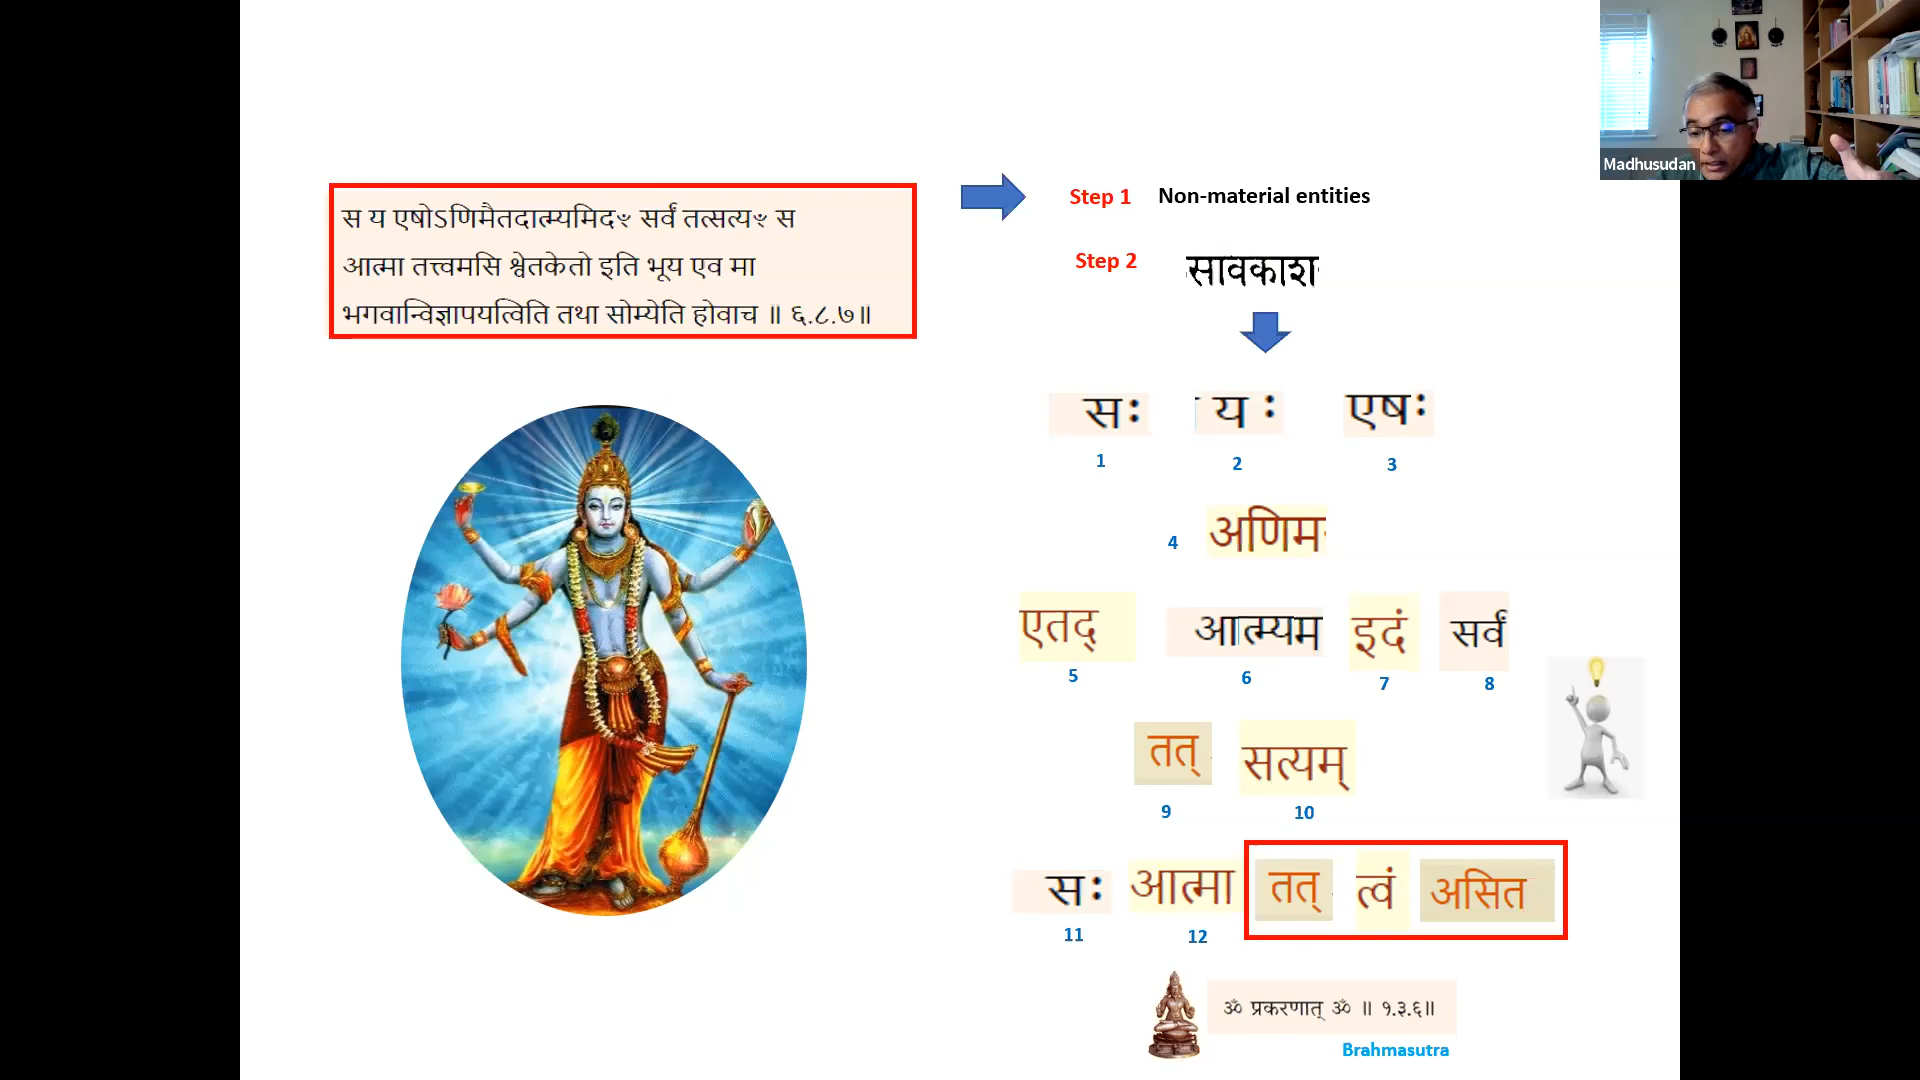 स य एषोऽणिमैतदात्म्यमिदꣳ सर्वं तत्सत्यꣳ स
आत्मा तत्त्वमसि श्वेतकेतो इति भूय एव मा
भगवान्विज्ञापयत्विति तथा सोम्येति होवाच ॥ ६.८.७॥
Step 1 Non-material entities
Step 2 सावकाश
सः यः एषः
1 2 3
4 अणिम
एतद् आत्म्यम इदं सर्वं
5 6 7 8
तत् सत्यम्
9 10
सः आत्मा तत् त्वं असित
11 12
ॐ प्रकरणात् ॐ ॥ १.३.६॥
Brahmasutra
Madhusudan